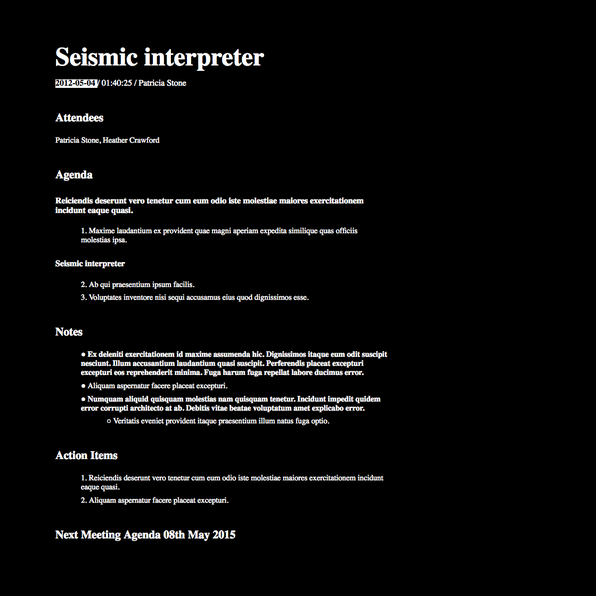 Seismic interpreter
2012-05-04 / 01:40:25 / Patricia Stone
Attendees
Patricia Stone, Heather Crawford
Agenda
Reiciendis deserunt vero tenetur cum eum odio iste molestiae maiores exercitationem
incidunt eaque quasi.
1. Maxime laudantium ex provident quae magni aperiam expedita similique quas officiis
molestias ipsa.
Seismic interpreter
2. Ab qui praesentium ipsum facilis.
3. Voluptates inventore nisi sequi accusamus eius quod dignissimos esse.
Notes
● Ex deleniti exercitationem id maxime assumenda hic. Dignissimos itaque eum odit suscipit
nesciunt. Illum accusantium laudantium quasi suscipit. Perferendis placeat excepturi
excepturi eos reprehenderit minima. Fuga harum fuga repellat labore ducimus error.
● Aliquam aspernatur facere placeat excepturi.
● Numquam aliquid quisquam molestias nam quisquam tenetur. Incidunt impedit quidem
error corrupti architecto at ab. Debitis vitae beatae voluptatum amet explicabo error.
○ Veritatis eveniet provident itaque praesentium illum natus fuga optio.
Action Items
1. Reiciendis deserunt vero tenetur cum eum odio iste molestiae maiores exercitationem incidunt
eaque quasi.
2. Aliquam aspernatur facere placeat excepturi.
Next Meeting Agenda 08th May 2015